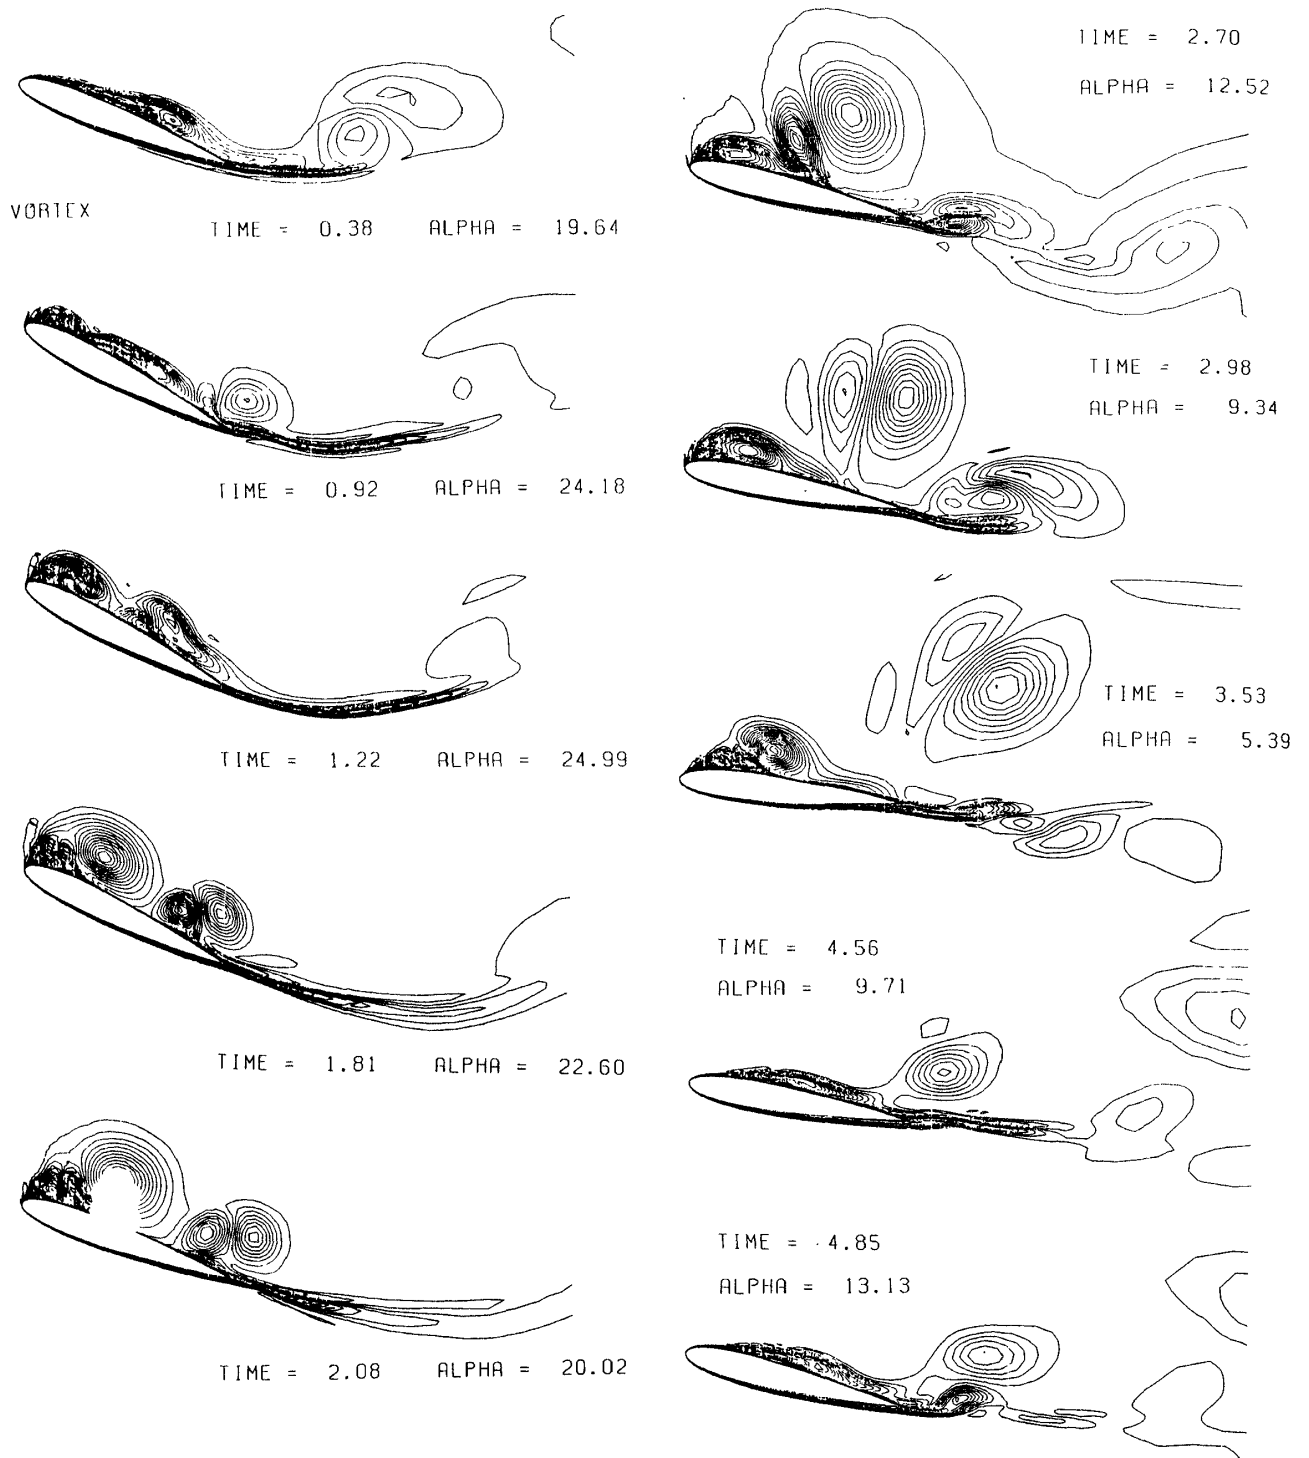 VORTEX
TIME = 0.38 ALPHA = 19.64
TIME = 0.92 ALPHA = 24.18
TIME = 1.22 ALPHA = 24.99
TIME = 1.81 ALPHA = 22.60
TIME = 2.08 ALPHA = 20.02
TIME = 2.70
ALPHA = 12.52
TIME = 2.98
ALPHA = 9.34
TIME = 3.53
ALPHA = 5.39
TIME = 4.56
ALPHA = 9.71
TIME = 4.85
ALPHA = 13.13